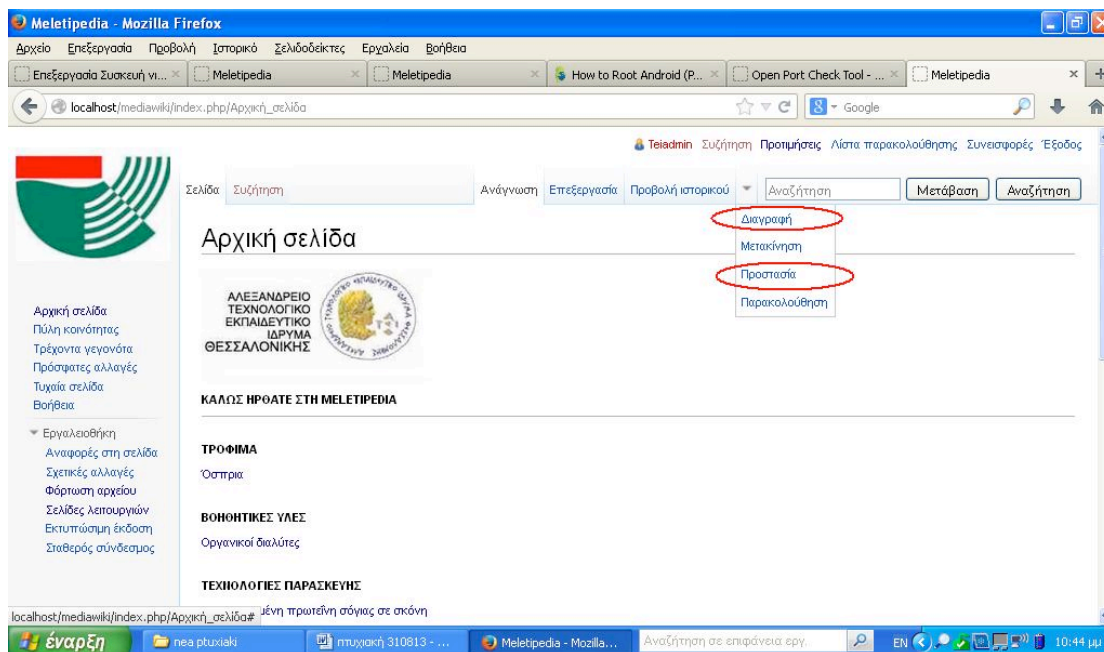 Meletipedia - Mozilla Firefox
Αρχείο Επεξεργασία Προβολή Ιστορικό Σελιδοδείκτες Εργαλεία Βοήθεια
Επεξεργασία Συσκευή νι... Meletipedia Meletipedia How to Root Android (P... Open Port Check Tool - ... Meletipedia
localhost/mediawiki/index.php/Αρχική_σελίδα Google
Teiadmin Συζήτηση Προτιμήσεις Λίστα παρακολούθησης Συνεισφορές Έξοδος
Σελίδα Συζήτηση Ανάγνωση Επεξεργασία Προβολή ιστορικού Αναζήτηση Μετάβαση Αναζήτηση
Διαγραφή
Μετακίνηση
Προστασία
Παρακολούθηση
Αρχική σελίδα
ΑΛΕΞΑΝΔΡΕΙΟ
ΤΕΧΝΟΛΟΓΙΚΟ
ΕΚΠΑΙΔΕΥΤΙΚΟ
ΙΔΡΥΜΑ
ΘΕΣΣΑΛΟΝΙΚΗΣ
Αρχική σελίδα
Πύλη κοινότητας
Τρέχοντα γεγονότα
Πρόσφατες αλλαγές
Τυχαία σελίδα
Βοήθεια
Εργαλειοθήκη
Αναφορές στη σελίδα
Σχετικές αλλαγές
Φόρτωση αρχείου
Σελίδες λειτουργιών
Εκτυπώσιμη έκδοση
Σταθερός σύνδεσμος
ΚΑΛΩΣ ΗΡΘΑΤΕ ΣΤΗ MELETIPEDIA
ΤΡΟΦΙΜΑ
Όσπρια
ΒΟΗΘΗΤΙΚΕΣ ΥΛΕΣ
Οργανικοί διαλύτες
ΤΕΧΝΟΛΟΓΙΕΣ ΠΑΡΑΣΚΕΥΗΣ
μένη πρωτεΐνη σόγιας σε σκόνη
localhost/mediawiki/index.php/Αρχική_σελίδα#
έναρξη nea ptuxiaki πτυχιακή 310813 - ... Meletipedia - Mozilla... Αναζήτηση σε επιφάνεια εργ. EN 10:44 μμ